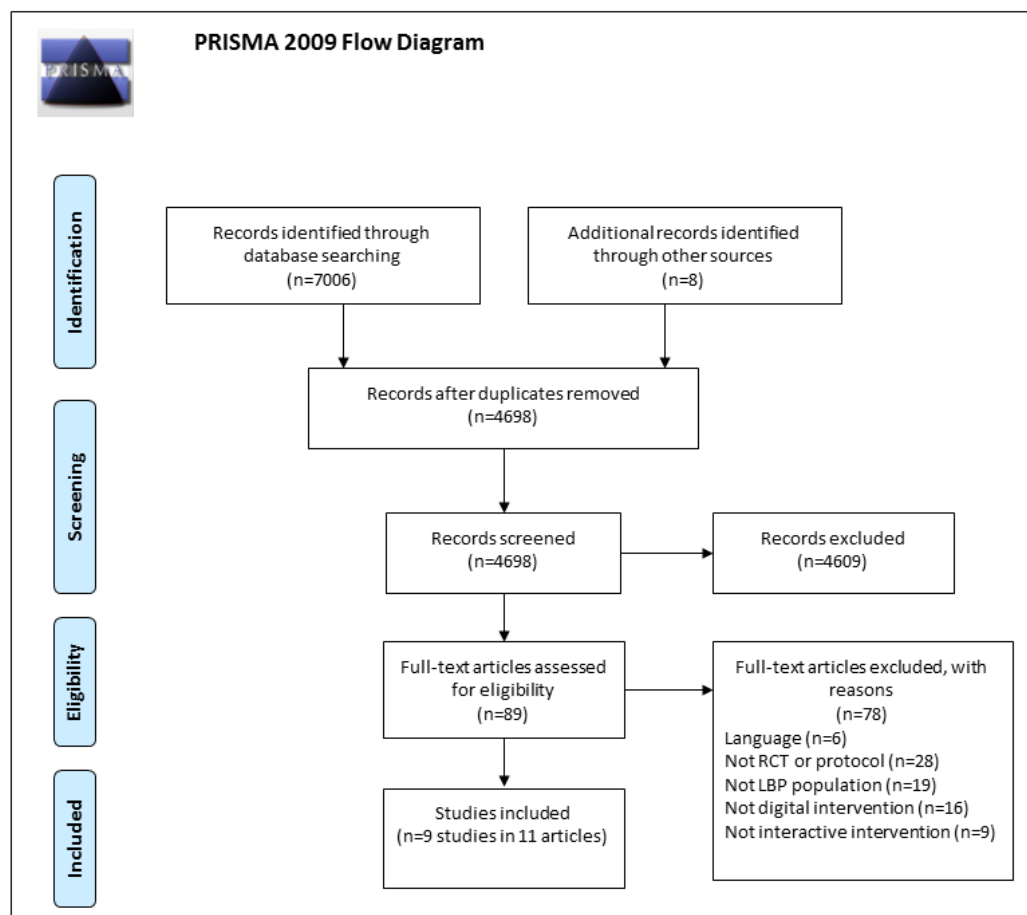 PRISMA 2009 Flow Diagram
PRISMA
Identification
Records identified through
database searching
(n=7006)
Additional records identified
through other sources
(n=8)
Records after duplicates removed
(n=4698)
Screening
Records screened
(n=4698)
Records excluded
(n=4609)
Eligibility
Full-text articles assessed
for eligibility
(n=89)
Full-text articles excluded, with
reasons
(n=78)
Language (n=6)
Not RCT or protocol (n=28)
Not LBP population (n=19)
Not digital intervention (n=16)
Not interactive intervention (n=9)
Included
Studies included
(n=9 studies in 11 articles)